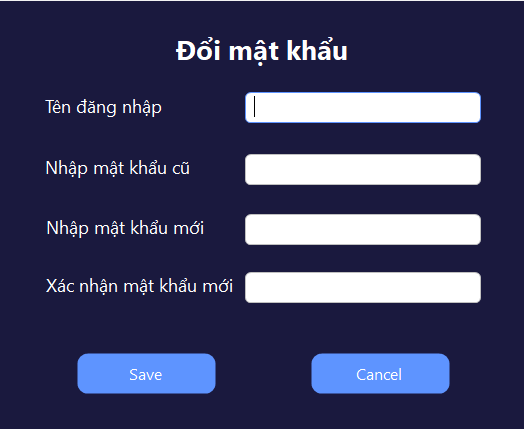 Đổi mật khẩu
Tên đăng nhập
Nhập mật khẩu cũ
Nhập mật khẩu mới
Xác nhận mật khẩu mới
Save
Cancel